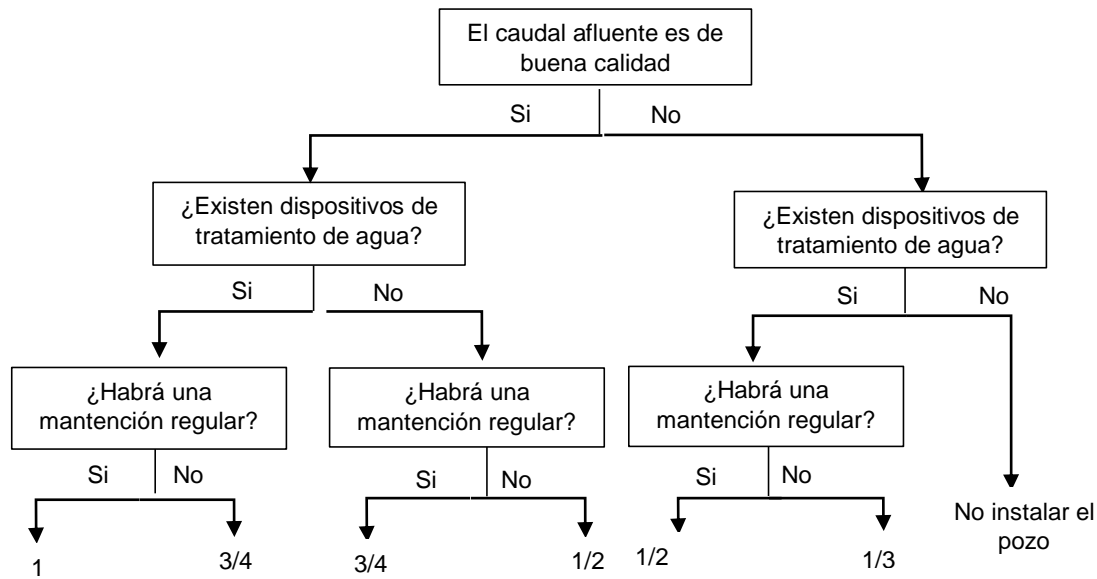 El caudal afluente es de
buena calidad
Si
No
¿Existen dispositivos de
tratamiento de agua?
¿Existen dispositivos de
tratamiento de agua?
Si
No
Si
No
¿Habrá una
mantención regular?
¿Habrá una
mantención regular?
¿Habrá una
mantención regular?
Si
No
Si
No
Si
No
No instalar el
pozo
1
3/4
3/4
1/2
1/2
1/3